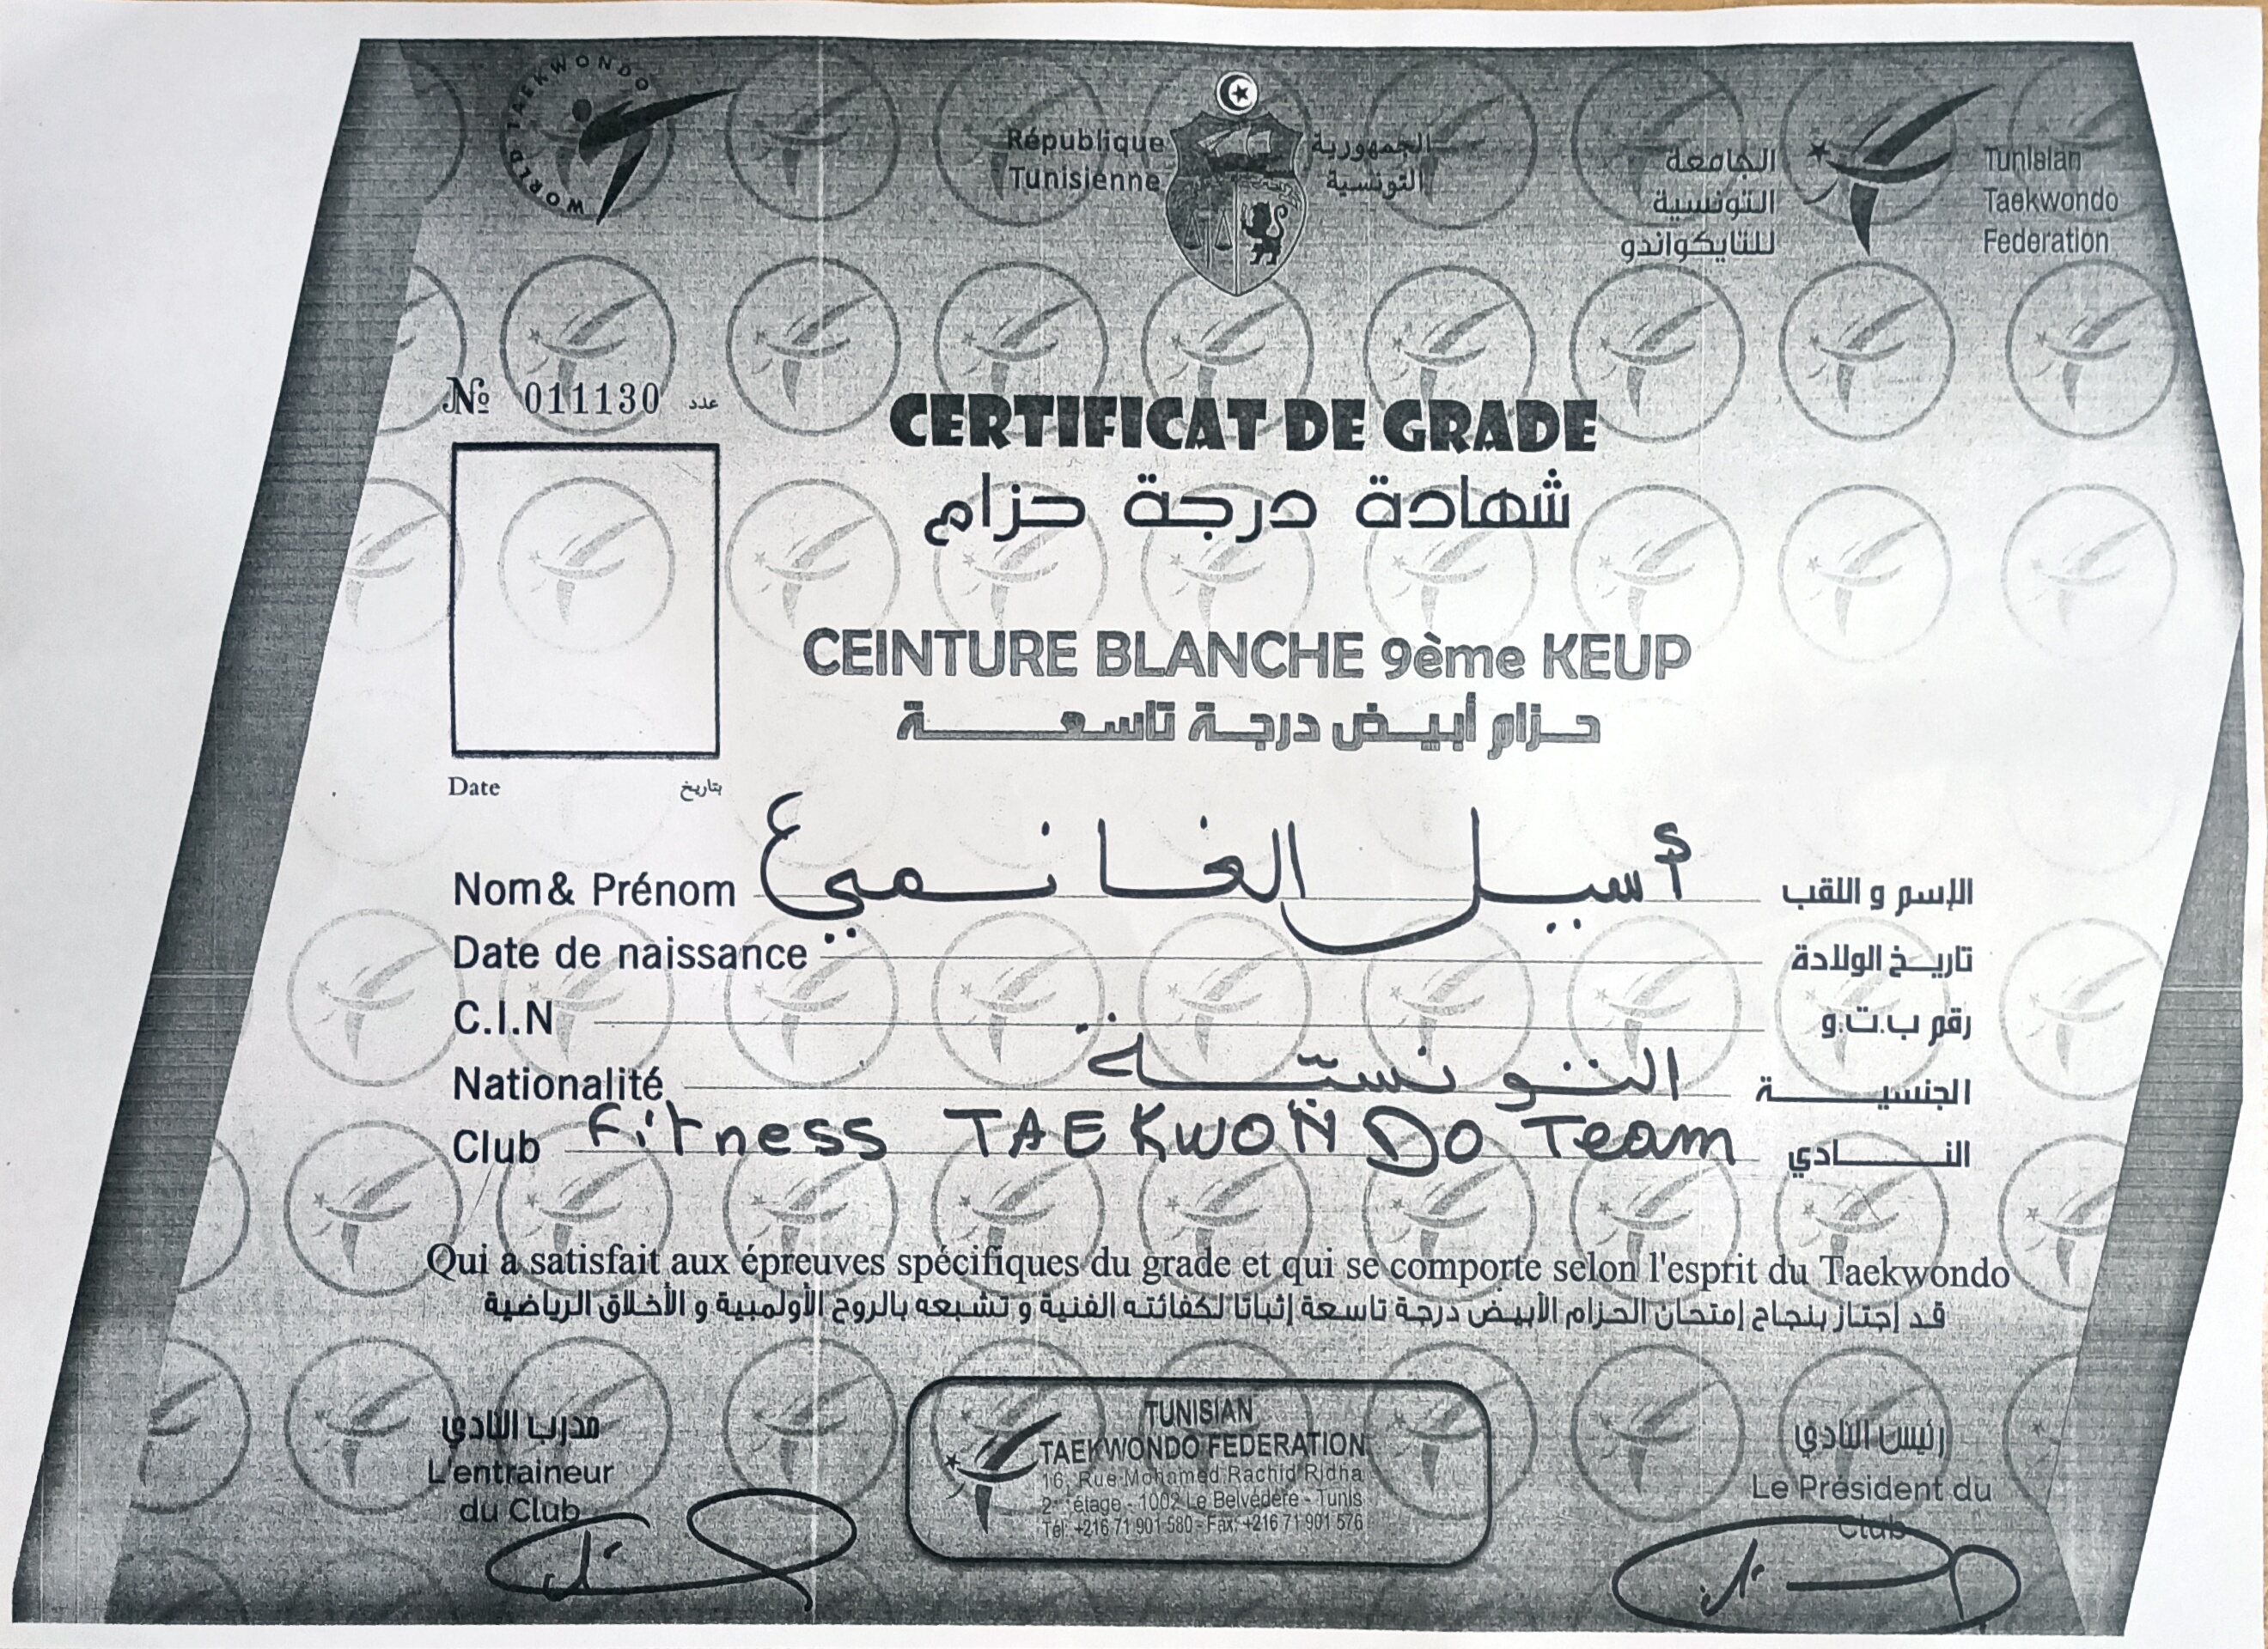 WORLD TAEKWONDO
République
Tunisienne
الجمهورية
التونسية
الجامعة
التونسية
للتايكواندو
Tunisian
Taekwondo
Federation
№ 011130 عدد
CERTIFICAT DE GRADE
شهادة درجة حزام
CEINTURE BLANCHE 9ème KEUP
حزام أبيض درجة تاسعة
Date بتاريخ
Nom& Prénom أسيل الغانمي الإسم و اللقب
Date de naissance تاريخ الولادة
C.I.N رقم ب.ت.و
Nationalité التونسية الجنسية
Club Fitness TAEKWONDO Team النادي
Qui a satisfait aux épreuves spécifiques du grade et qui se comporte selon l'esprit du Taekwondo
قد إجتاز بنجاح إمتحان الحزام الأبيض درجة تاسعة إثباتا لكفائته الفنية و تشبعه بالروح الأولمبية و الأخلاق الرياضية
مدرب النادي
L'entraineur
du Club
TUNISIAN
TAEKWONDO FEDERATION
16, Rue Mohamed Rachid Ridha
2ᵉ étage - 1002 Le Belvédère - Tunis
Tél: +216 71 901 580 - Fax: +216 71 901 576
رئيس النادي
Le Président du
Club